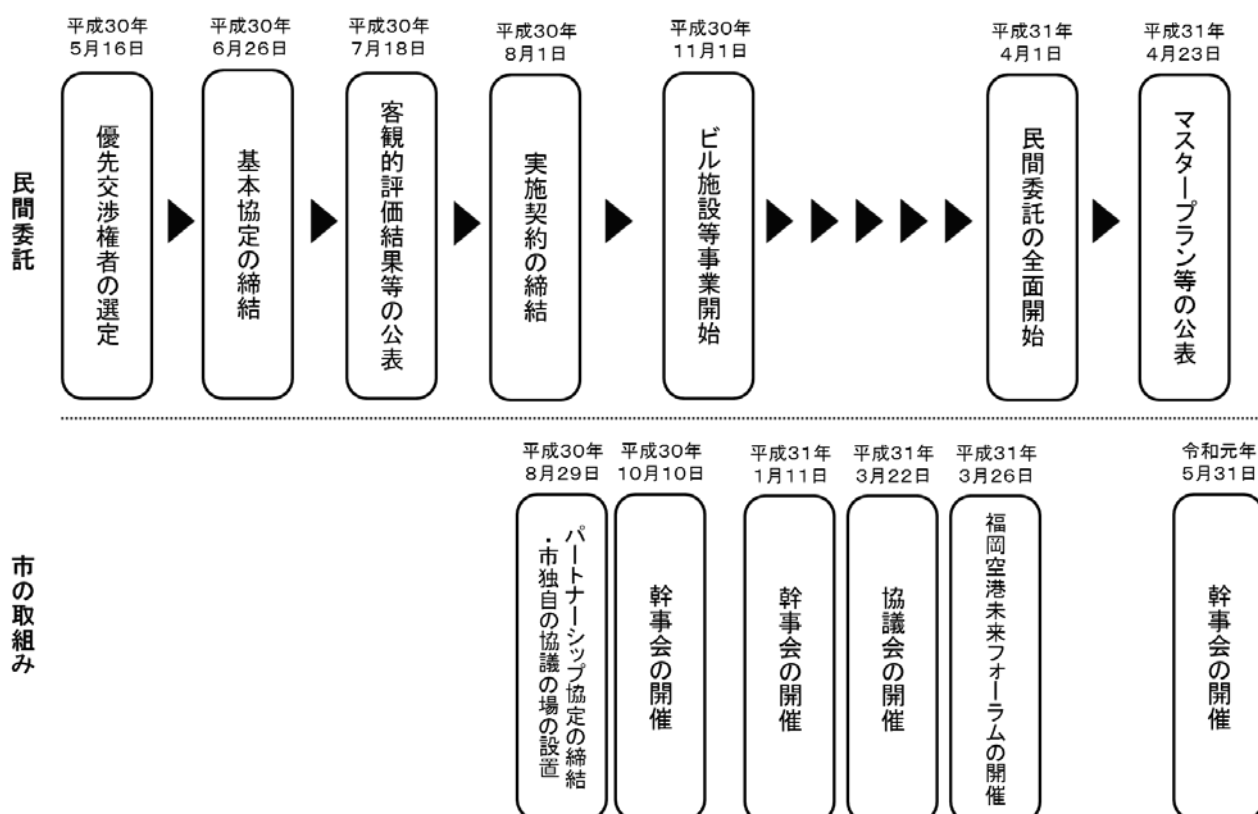 民間委託
平成30年
5月16日
優先交渉権者の選定
平成30年
6月26日
基本協定の締結
平成30年
7月18日
客観的評価結果等の公表
平成30年
8月1日
実施契約の締結
平成30年
11月1日
ビル施設等事業開始
平成31年
4月1日
民間委託の全面開始
平成31年
4月23日
マスタープラン等の公表
市の取組み
平成30年
8月29日
パートナーシップ協定の締結
・市独自の協議の場の設置
平成30年
10月10日
幹事会の開催
平成31年
1月11日
幹事会の開催
平成31年
3月22日
協議会の開催
平成31年
3月26日
福岡空港未来フォーラムの開催
令和元年
5月31日
幹事会の開催